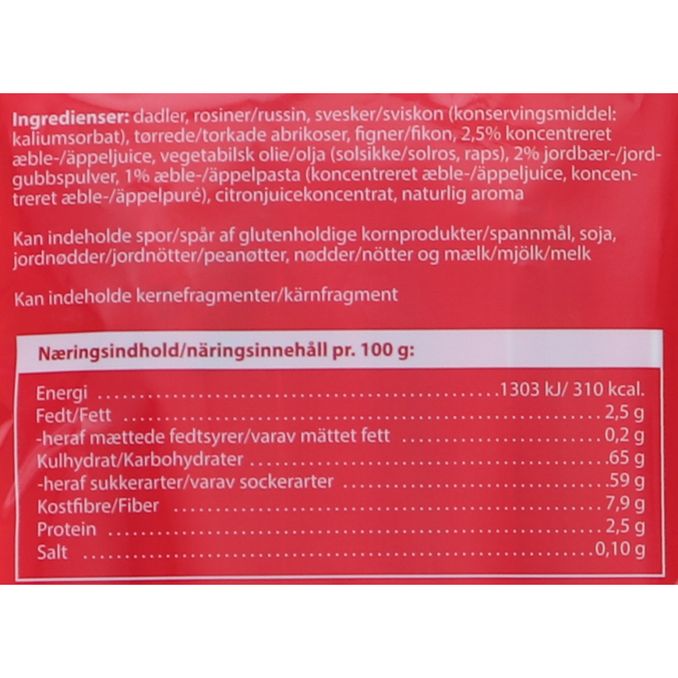 Ingredienser: dadler, rosiner/russin, svesker/sviskon (konservingsmiddel:
kaliumsorbat), tørrede/torkade abrikoser, figner/fikon, 2,5% koncentreret
æble-/äppeljuice, vegetabilsk olie/olja (solsikke/solros, raps), 2% jordbær-/jord-
gubbspulver, 1% æble-/äppelpasta (koncentreret æble-/äppeljuice, koncen-
treret æble-/äppelpuré), citronjuicekoncentrat, naturlig aroma
Kan indeholde spor/spår af glutenholdige kornprodukter/spannmål, soja,
jordnødder/jordnötter/peanøtter, nødder/nötter og mælk/mjölk/melk
Kan indeholde kernefragmenter/kärnfragment
Næringsindhold/näringsinnehåll pr. 100 g:
Energi ........................................1303 kJ/ 310 kcal.
Fedt/Fett ........................................2,5 g
-heraf mættede fedtsyrer/varav mättet fett ....................0,2 g
Kulhydrat/Karbohydrater ........................................65 g
-heraf sukkerarter/varav sockerarter ..............................59 g
Kostfibre/Fiber ........................................7,9 g
Protein ........................................2,5 g
Salt ........................................0,10 g